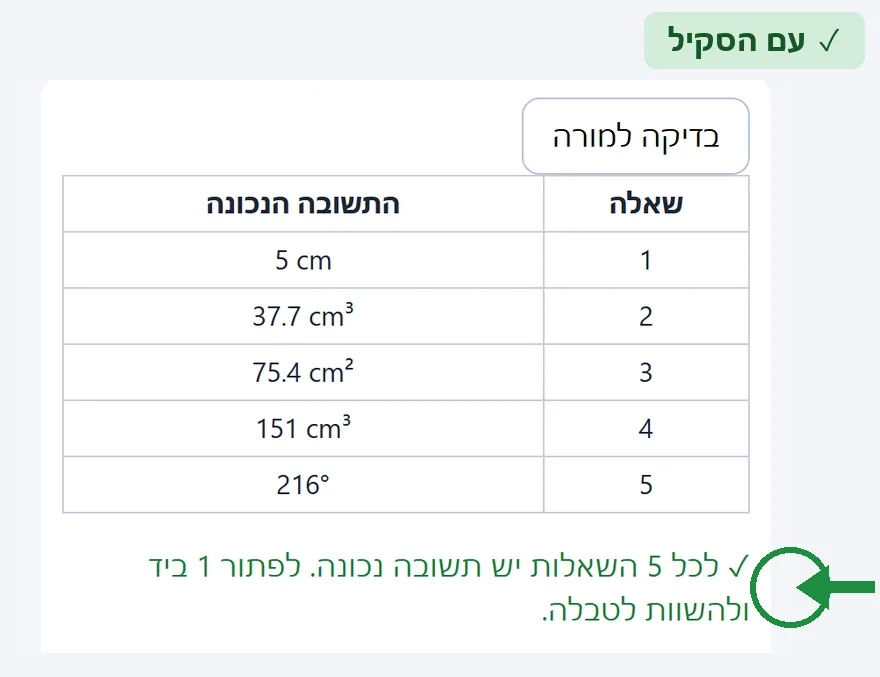 ✓ עם הסקיל
בדיקה למורה
שאלה התשובה הנכונה
1 5 cm
2 37.7 cm³
3 75.4 cm²
4 151 cm³
5 216°
✓ לכל 5 השאלות יש תשובה נכונה. לפתור 1 ביד
ולהשוות לטבלה.